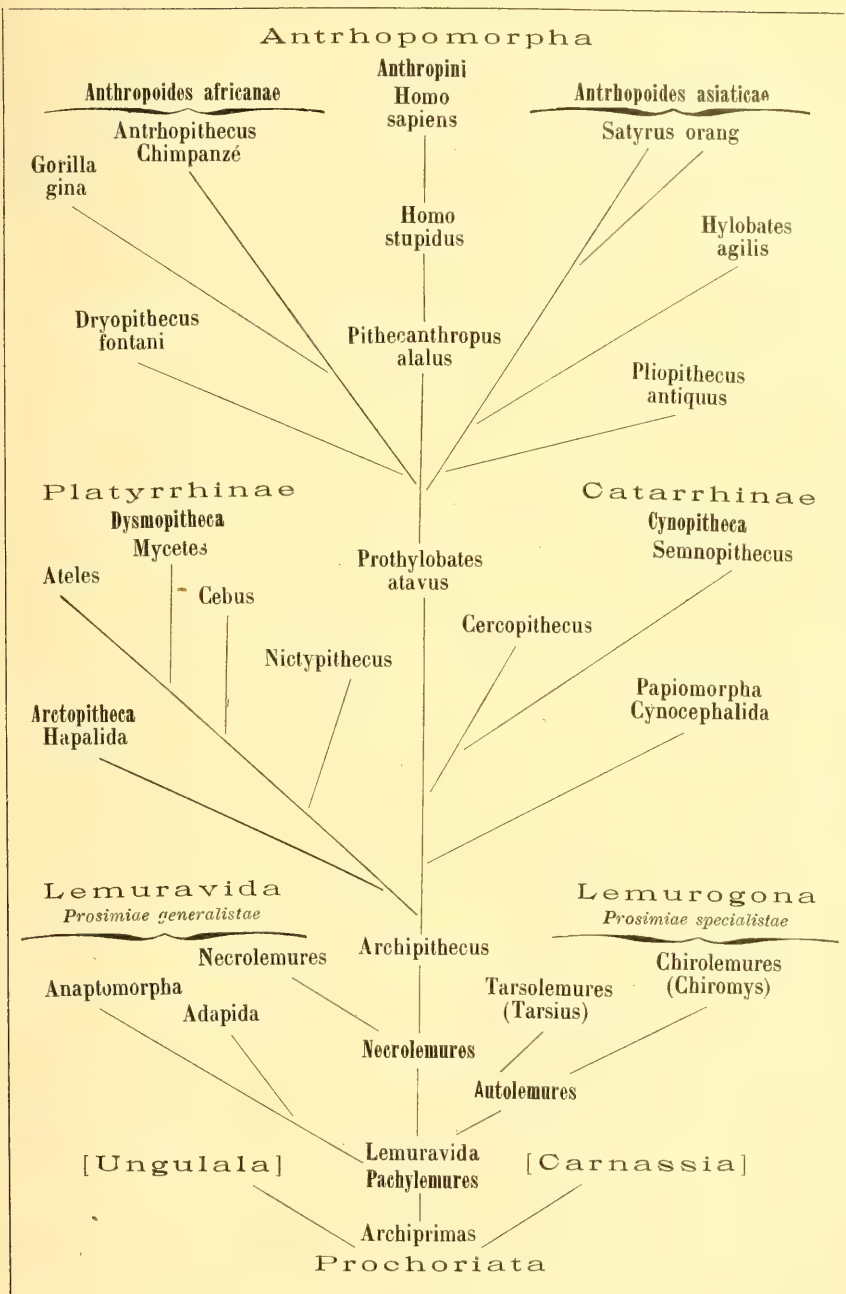 Antrhopomorpha
Anthropini
Anthropoides africanae
Homo
sapiens
Antrhopoides asiaticae
Antrhopithecus
Chimpanzé
Satyrus orang
Gorilla
gina
Homo
stupidus
Hylobates
agilis
Dryopithecus
fontani
Pithecanthropus
alalus
Pliopithecus
antiquus
Platyrrhinae
Catarrhinae
Dysmopitheca
Mycetes
Cynopitheca
Semnopithecus
Ateles
Cebus
Prothylobates
atavus
Nictypithecus
Cercopithecus
Arctopitheca
Hapalida
Papiomorpha
Cynocephalida
Lemuravida
Prosimiae generalistae
Lemurogona
Prosimiae specialistae
Necrolemures
Archipithecus
Chirolemures
(Chiromys)
Anaptomorpha
Adapida
Tarsolemures
(Tarsius)
Necrolemures
Autolemures
[Ungulala]
Lemuravida
Pachylemures
[Carnassia]
Archiprimas
Prochoriata